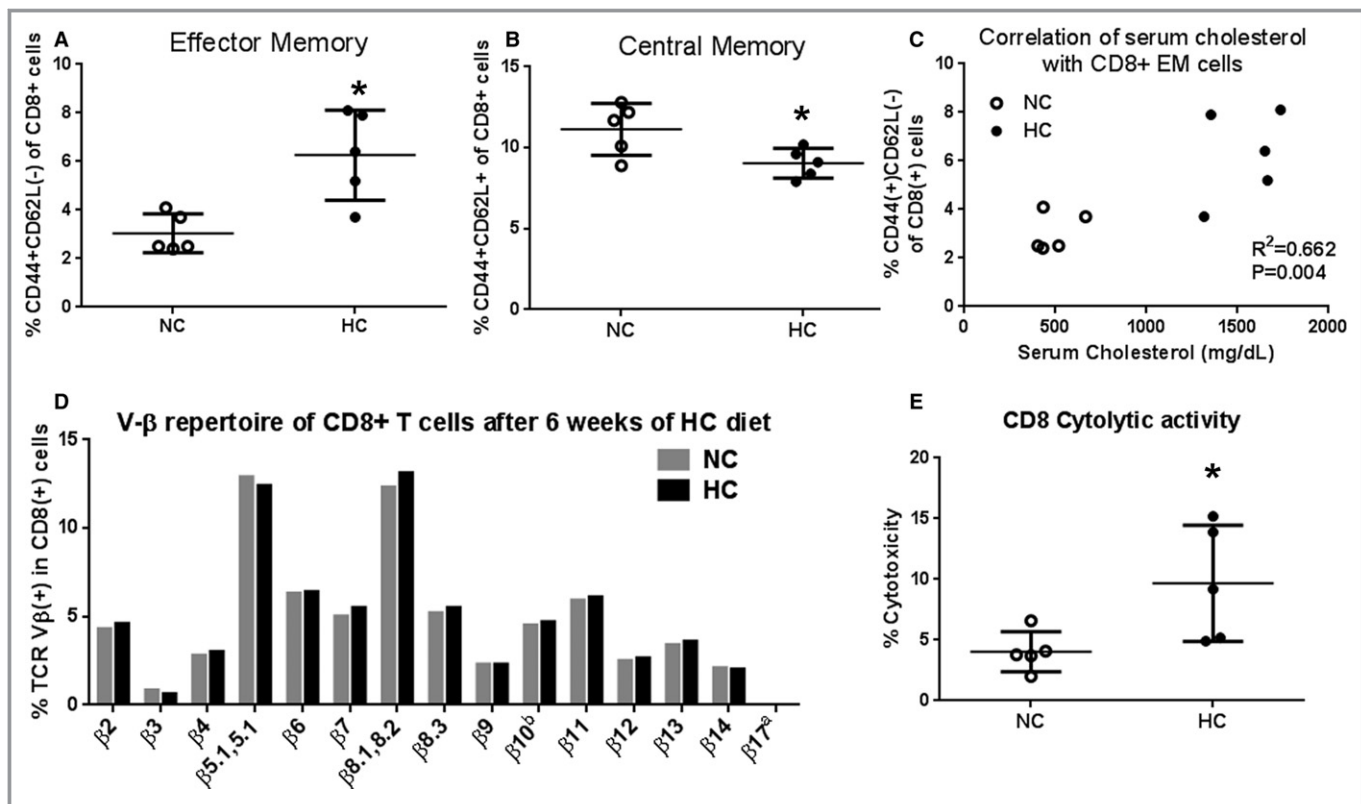 A
Effector Memory
% CD44+CD62L(-) of CD8+ cells
10
8
6
4
2
0
*
NC
HC
B
Central Memory
% CD44+CD62L+ of CD8+ cells
15
10
5
0
*
NC
HC
C
Correlation of serum cholesterol
with CD8+ EM cells
% CD44(+)CD62L(-)
of CD8(+) cells
10
8
6
4
2
0
NC
HC
R²=0.662
P=0.004
0 500 1000 1500 2000
Serum Cholesterol (mg/dL)
D
V-β repertoire of CD8+ T cells after 6 weeks of HC diet
% TCR Vβ(+) in CD8(+) cells
15
10
5
0
NC
HC
β2
β3
β4
β5.1,5.1
β6
β7
β8.1,8.2
β8.3
β9
β10ᵇ
β11
β12
β13
β14
β17ᵃ
E
CD8 Cytolytic activity
% Cytotoxicity
20
15
10
5
0
*
NC
HC